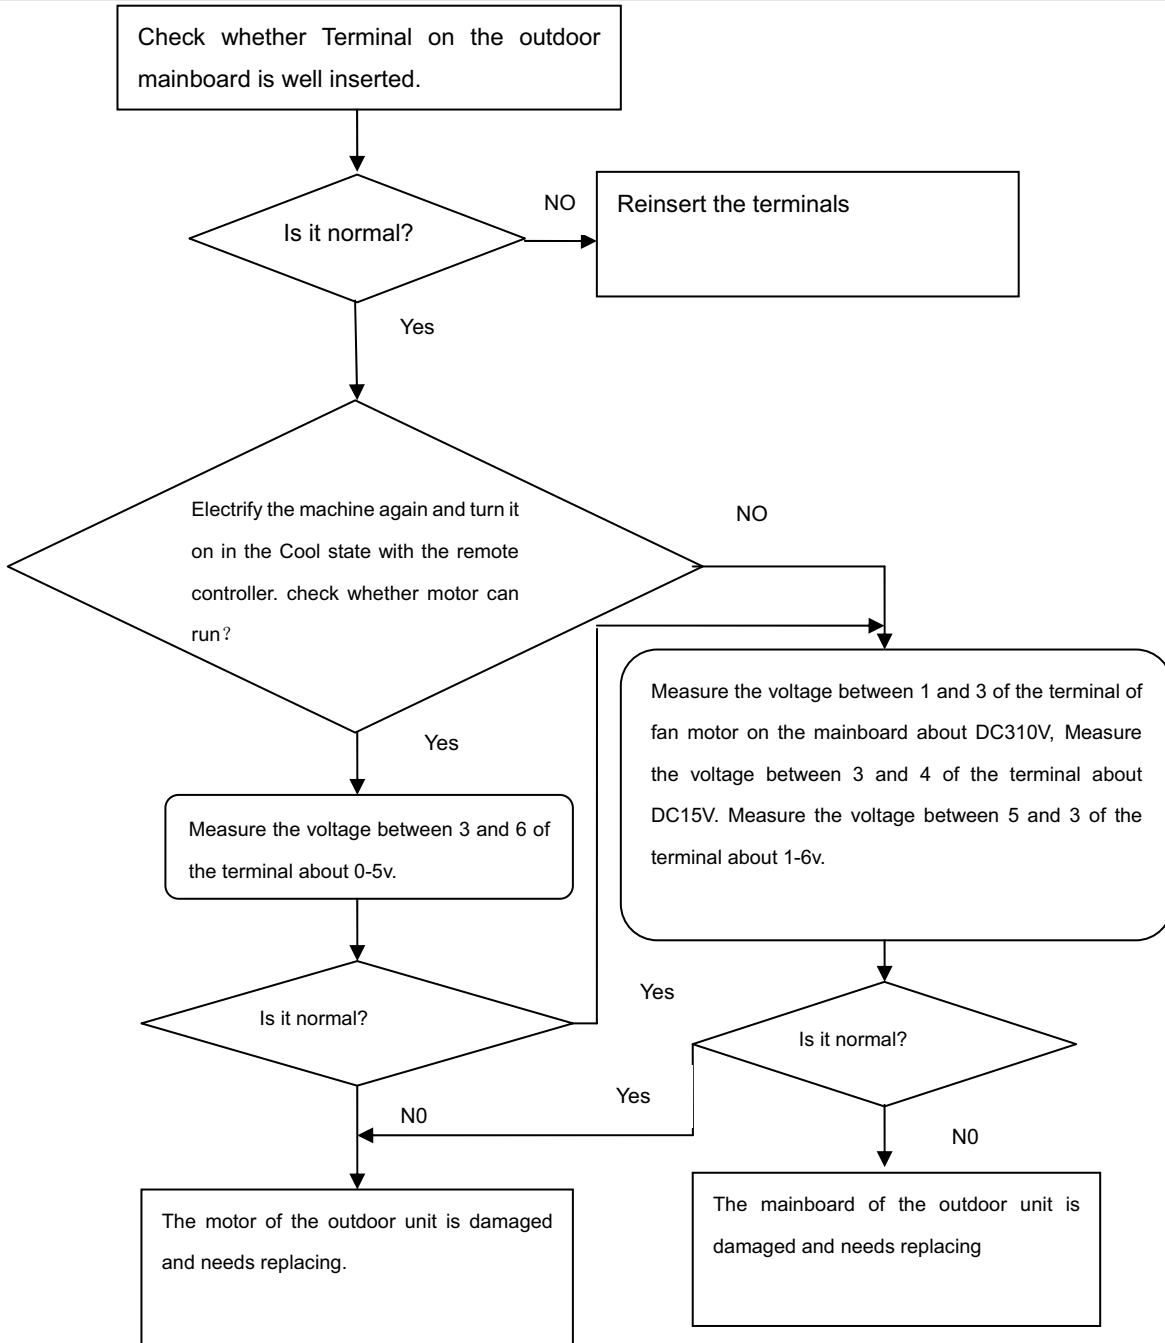 Check whether Terminal on the outdoor
mainboard is well inserted.
Is it normal?
NO
Reinsert the terminals
Yes
Electrify the machine again and turn it
on in the Cool state with the remote
controller. check whether motor can
run？
NO
Yes
Measure the voltage between 1 and 3 of the terminal of
fan motor on the mainboard about DC310V, Measure
the voltage between 3 and 4 of the terminal about
DC15V. Measure the voltage between 5 and 3 of the
terminal about 1-6v.
Measure the voltage between 3 and 6 of
the terminal about 0-5v.
Is it normal?
Yes
Is it normal?
Yes
N0
N0
The motor of the outdoor unit is damaged
and needs replacing.
The mainboard of the outdoor unit is
damaged and needs replacing